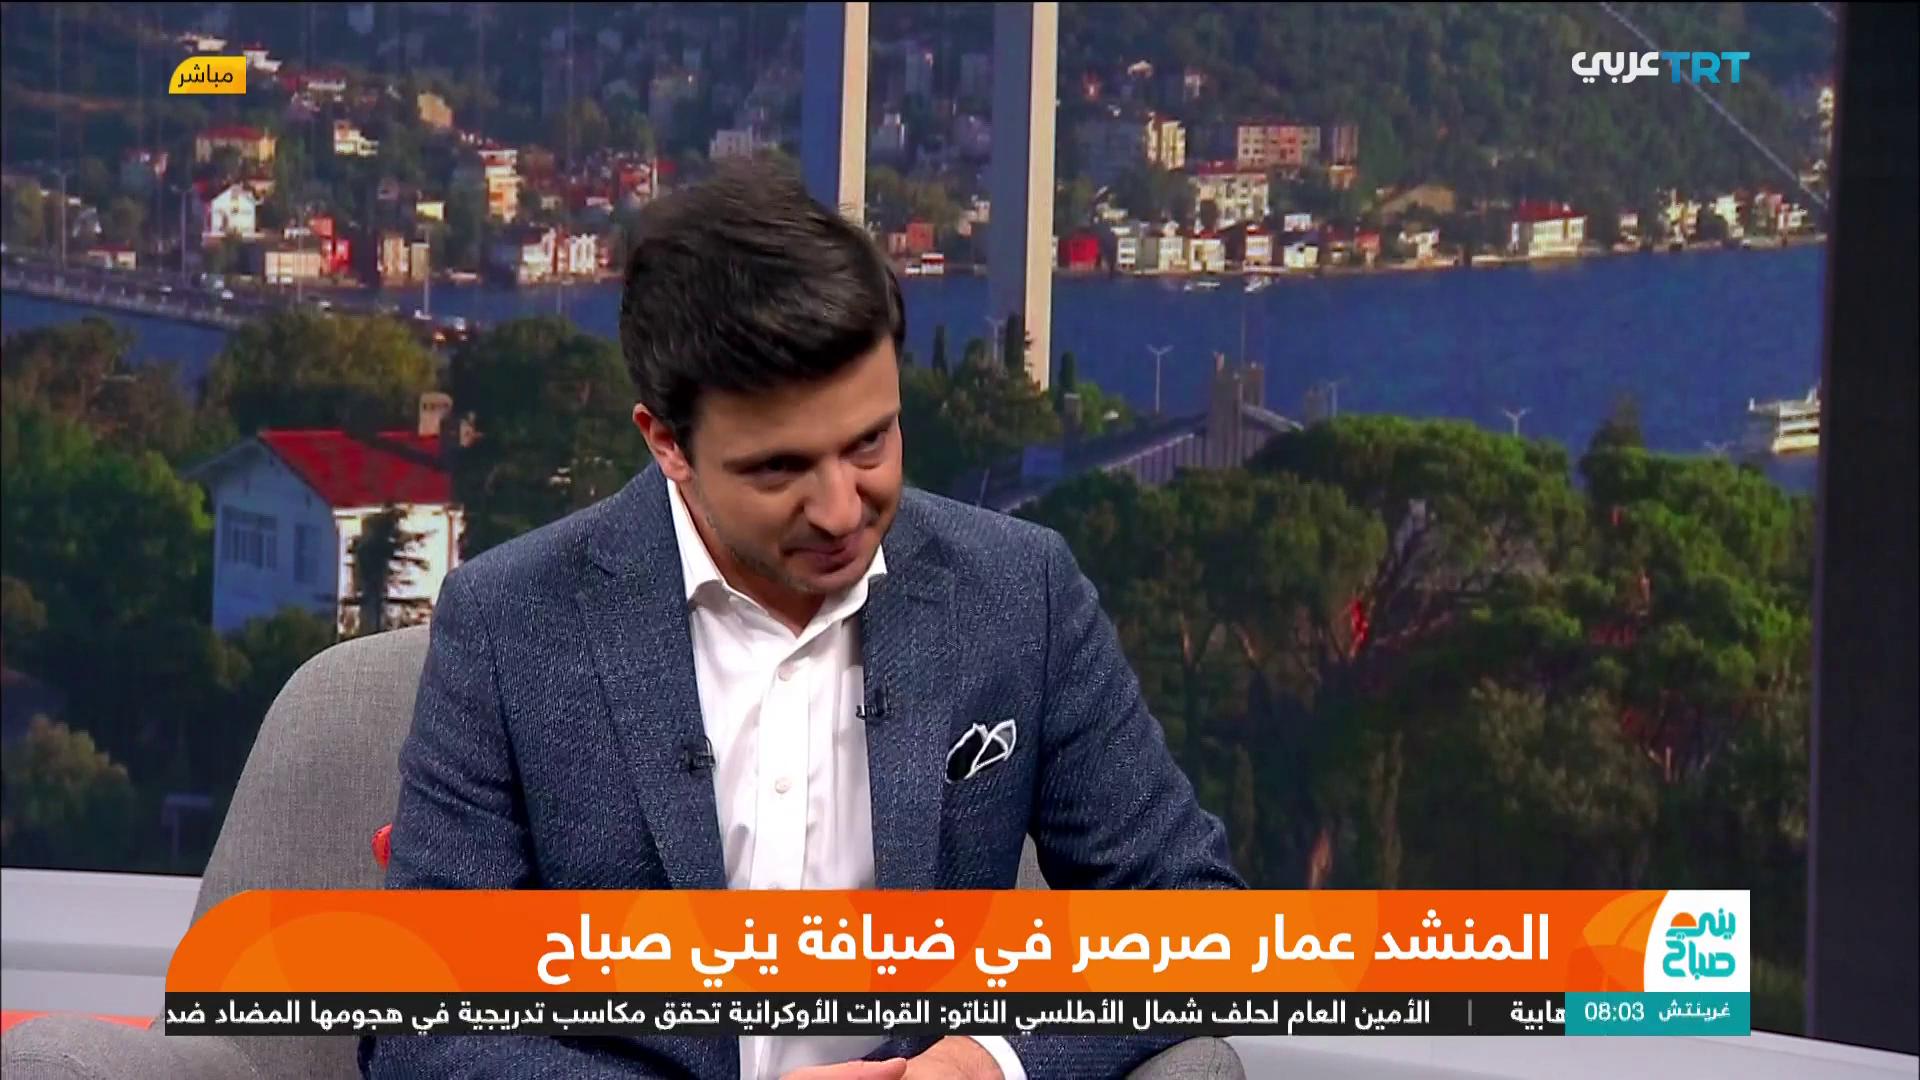 مباشر
TRT عربي
المنشد عمار صرصر في ضيافة يني صباح
يني صباح
غرينتش 08:03
هابية | الأمين العام لحلف شمال الأطلسي الناتو: القوات الأوكرانية تحقق مكاسب تدريجية في هجومها المضاد ضد